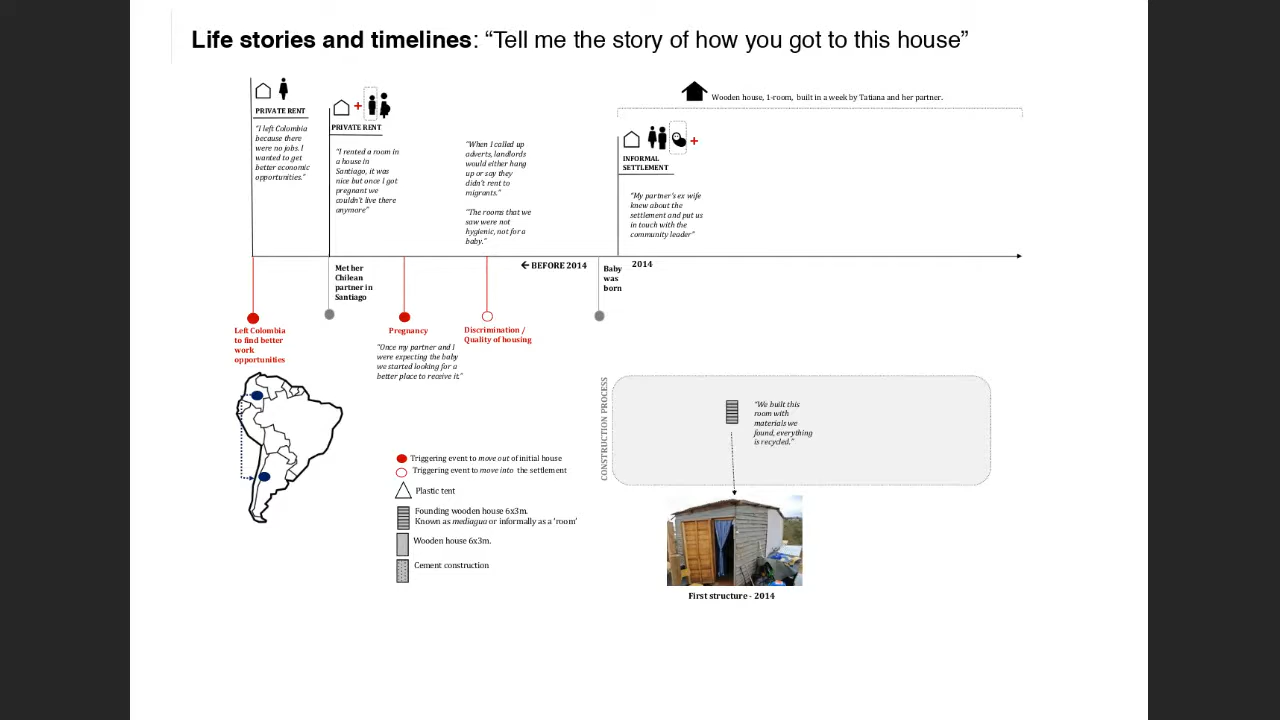 Life stories and timelines: “Tell me the story of how you got to this house”
PRIVATE RENT
“I left Colombia
because there
were no jobs. I
wanted to get
better economic
opportunities.”
PRIVATE RENT
“I rented a room in
a house in
Santiago, it was
nice but once I got
pregnant we
couldn’t live there
anymore”
“When I called up
adverts, landlords
would either hang
up or say they
didn’t rent to
migrants.”
“The rooms that we
saw were not
hygienic, not for a
baby.”
Wooden house, 1-room, built in a week by Tatiana and her partner.
INFORMAL
SETTLEMENT
“My partner’s ex wife
knew about the
settlement and put us
in touch with the
community leader”
Met her
Chilean
partner in
Santiago
BEFORE 2014
Baby
was
born
2014
Left Colombia
to find better
work
opportunities
Pregnancy
“Once my partner and I
were expecting the baby
we started looking for a
better place to receive it.”
Discrimination /
Quality of housing
Triggering event to move out of initial house
Triggering event to move into the settlement
Plastic tent
Founding wooden house 6x3m.
Known as mediagua or informally as a ‘room’
Wooden house 6x3m.
Cement construction
CONSTRUCTION PROCESS
“We built this
room with
materials we
found, everything
is recycled.”
First structure - 2014